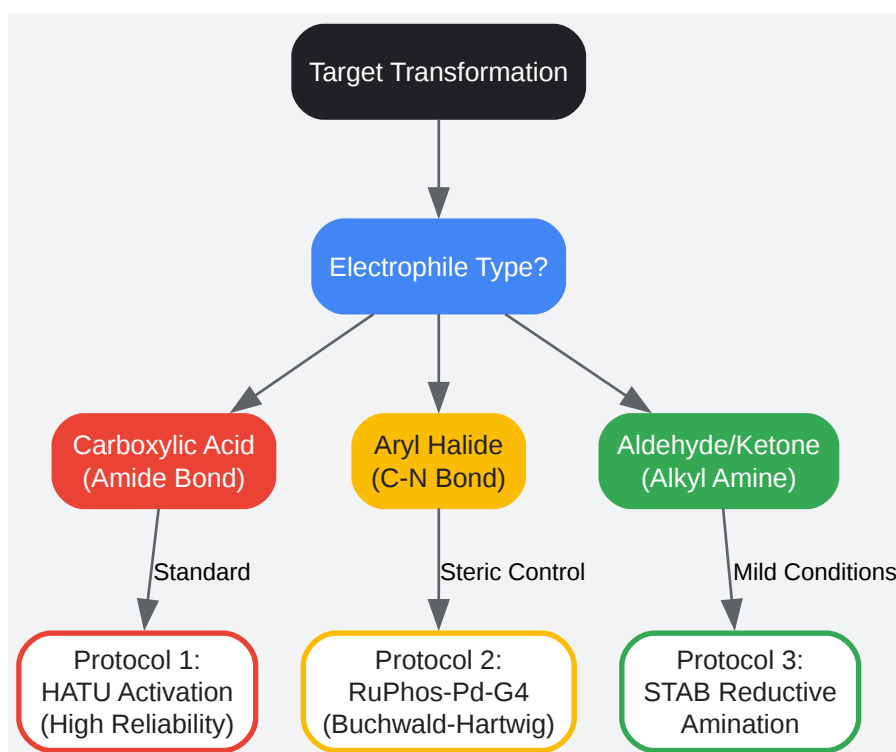 Target Transformation
Electrophile Type?
Carboxylic Acid
(Amide Bond)
Aryl Halide
(C-N Bond)
Aldehyde/Ketone
(Alkyl Amine)
Standard
Steric Control
Mild Conditions
Protocol 1:
HATU Activation
(High Reliability)
Protocol 2:
RuPhos-Pd-G4
(Buchwald-Hartwig)
Protocol 3:
STAB Reductive
Amination